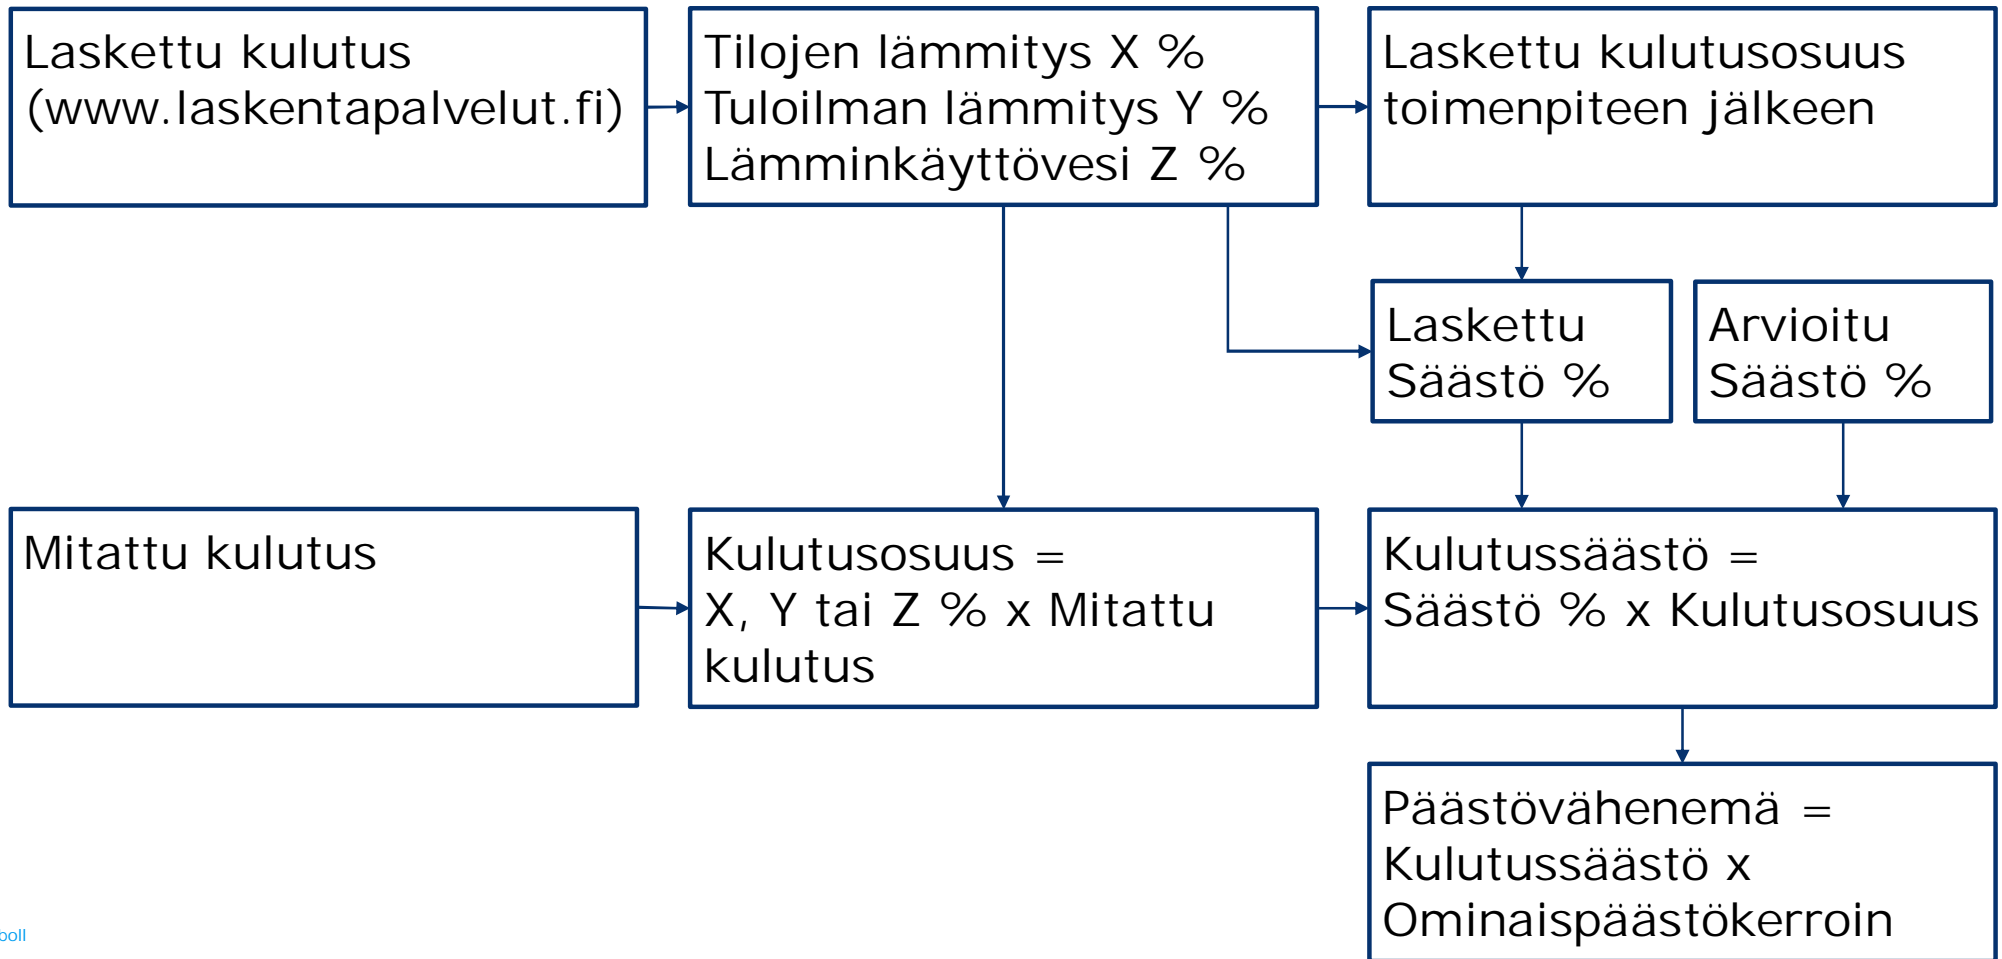 Laskettu kulutus
(www.laskentapalvelut.fi)
Tilojen lämmitys X %
Tuloilman lämmitys Y %
Lämminkäyttövesi Z %
Laskettu kulutusosuus
toimenpiteen jälkeen
Laskettu
Säästö %
Arvioitu
Säästö %
Mitattu kulutus
Kulutusosuus =
X, Y tai Z % x Mitattu
kulutus
Kulutussäästö =
Säästö % x Kulutusosuus
Päästövähenemä =
Kulutussäästö x
Ominaispäästökerroin
boll